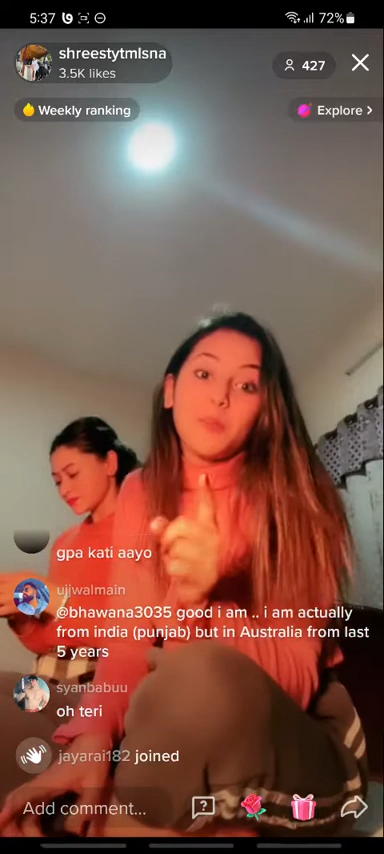 5:37
72%
shreestytmlsna
3.5K likes
427
Weekly ranking
Explore >
gpa kati aayo
ujjwalmain
@bhawana3035 good i am .. i am actually
from india (punjab) but in Australia from last
5 years
syanbabuu
oh teri
jayarai182 joined
Add comment...